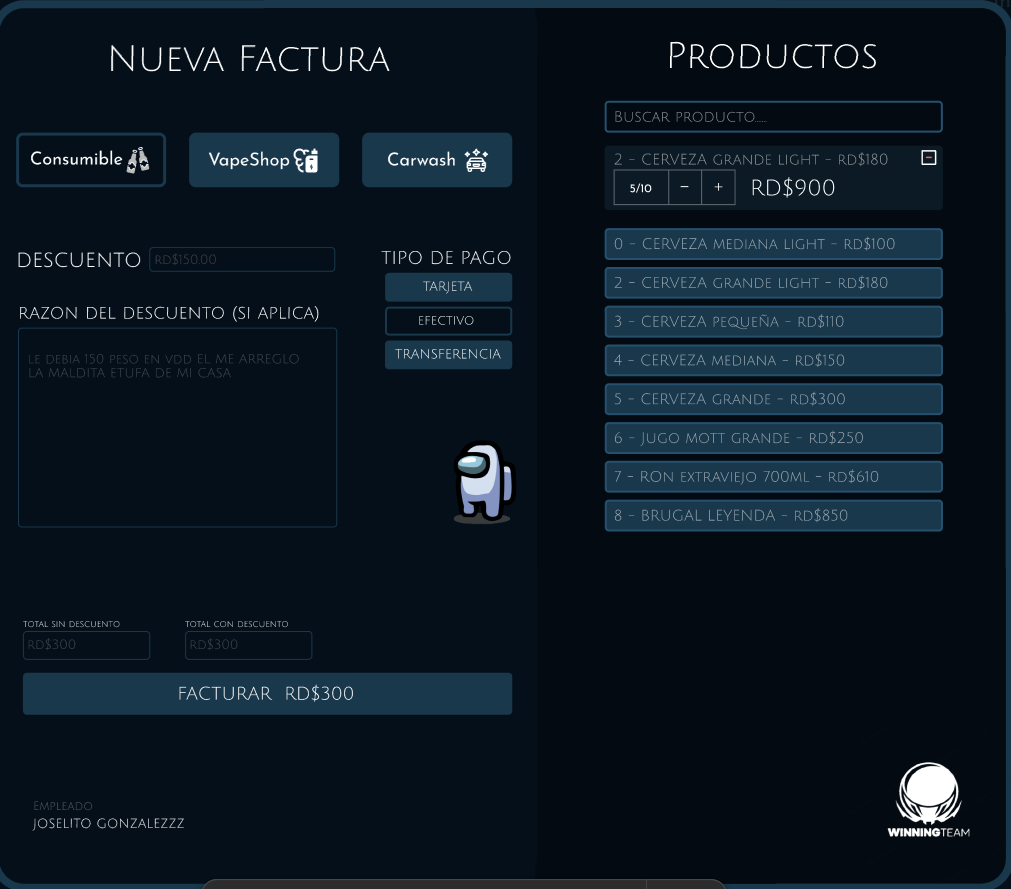 Nueva Factura
Consumible
VapeShop
Carwash
DESCUENTO
RD$150.00
TIPO DE PAGO
TARJETA
EFECTIVO
TRANSFERENCIA
RAZON DEL DESCUENTO (SI APLICA)
le debia 150 peso en vdd EL ME ARREGLO
LA MALDITA ETUFA DE MI CASA
TOTAL SIN DESCUENTO
RD$300
TOTAL CON DESCUENTO
RD$300
FACTURAR RD$300
Empleado
JOSELITO GONZALEZZZ
Productos
Buscar producto....
2 - CERVEZA grande light - RD$180
5/10
−
+
RD$900
0 - CERVEZA mediana light - RD$100
2 - CERVEZA grande light - RD$180
3 - CERVEZA pequeña - RD$110
4 - CERVEZA mediana - RD$150
5 - CERVEZA grande - RD$300
6 - Jugo mott grande - RD$250
7 - RON extraviejo 700ml - RD$610
8 - BRUGAL LEYENDA - RD$850
WINNINGTEAM